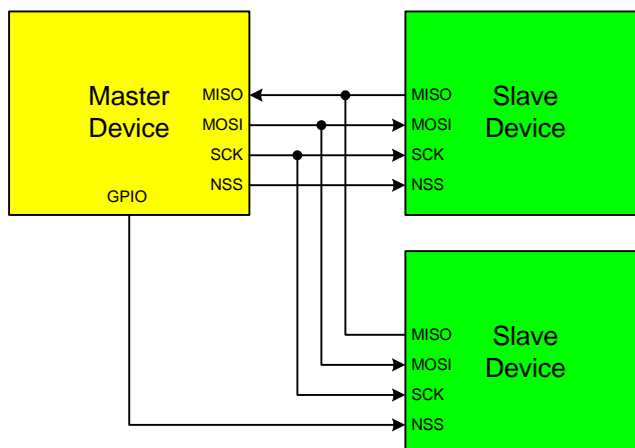 Master
Device
MISO
MOSI
SCK
NSS
GPIO
MISO
MOSI
SCK
NSS
Slave
Device
MISO
MOSI
SCK
NSS
Slave
Device